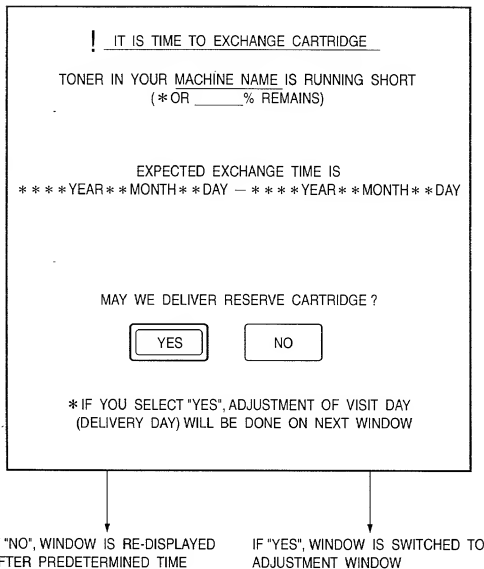 ! IT IS TIME TO EXCHANGE CARTRIDGE
TONER IN YOUR MACHINE NAME IS RUNNING SHORT
(*OR ______% REMAINS)
EXPECTED EXCHANGE TIME IS
****YEAR**MONTH**DAY — ****YEAR**MONTH**DAY
MAY WE DELIVER RESERVE CARTRIDGE?
YES NO
*IF YOU SELECT "YES", ADJUSTMENT OF VISIT DAY
(DELIVERY DAY) WILL BE DONE ON NEXT WINDOW
"NO", WINDOW IS RE-DISPLAYED
FTER PREDETERMINED TIME
IF "YES", WINDOW IS SWITCHED TO
ADJUSTMENT WINDOW